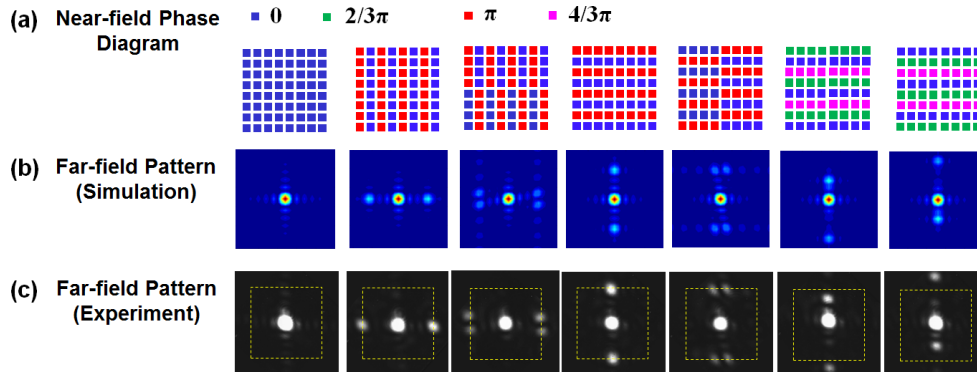 (a) Near-field Phase Diagram
0 2/3π π 4/3π
(b) Far-field Pattern
(Simulation)
(c) Far-field Pattern
(Experiment)